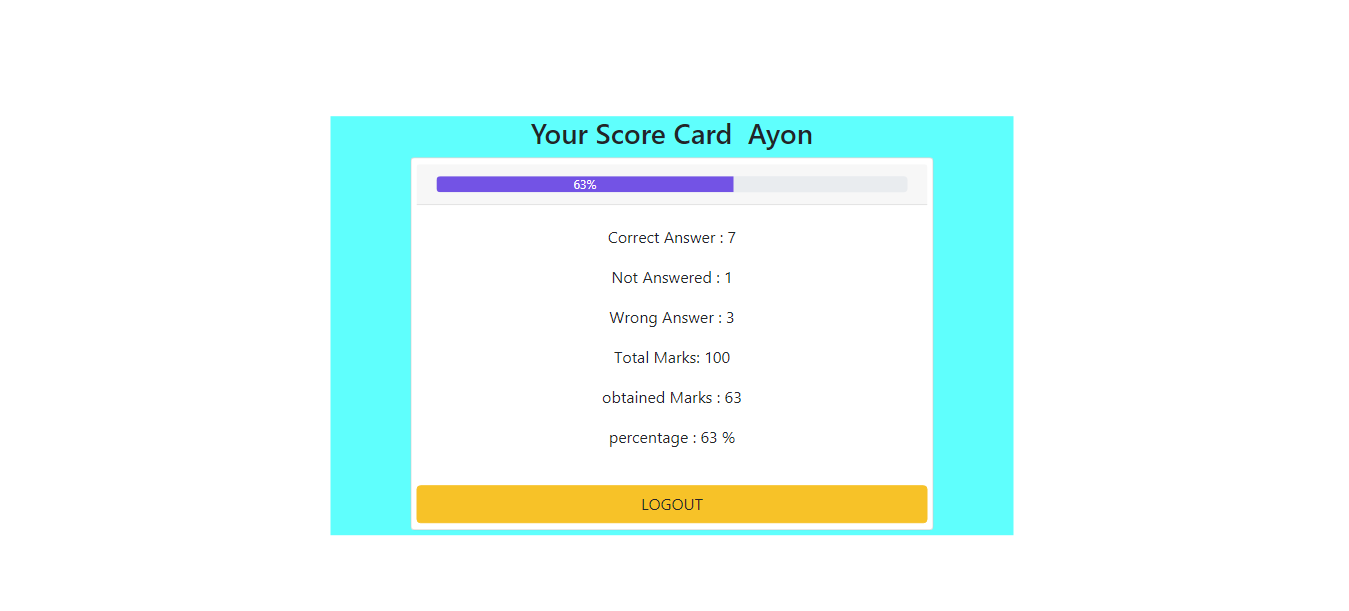 Your Score Card  Ayon
63%
Correct Answer : 7
Not Answered : 1
Wrong Answer : 3
Total Marks: 100
obtained Marks : 63
percentage : 63 %
LOGOUT